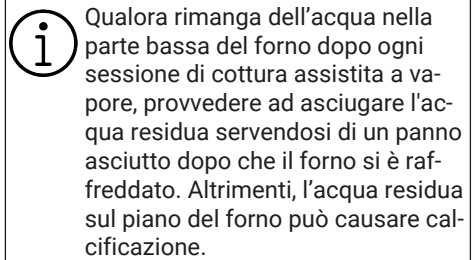 Qualora rimanga dell’acqua nella
parte bassa del forno dopo ogni
sessione di cottura assistita a va-
pore, provvedere ad asciugare l'ac-
qua residua servendosi di un panno
asciutto dopo che il forno si è raf-
freddato. Altrimenti, l’acqua residua
sul piano del forno può causare cal-
cificazione.